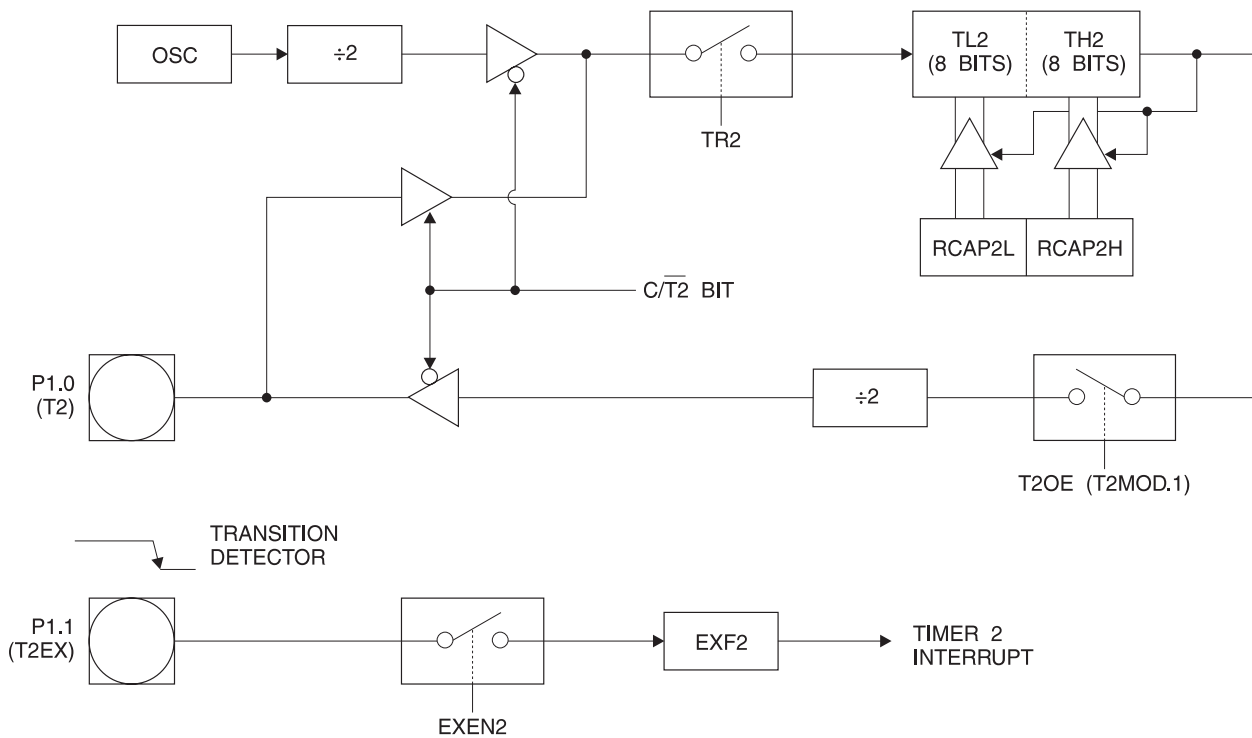 OSC
÷2
TR2
TL2
(8 BITS)
TH2
(8 BITS)
RCAP2L
RCAP2H
C/T̅2̅ BIT
P1.0
(T2)
÷2
T2OE (T2MOD.1)
TRANSITION
DETECTOR
P1.1
(T2EX)
EXEN2
EXF2
TIMER 2
INTERRUPT